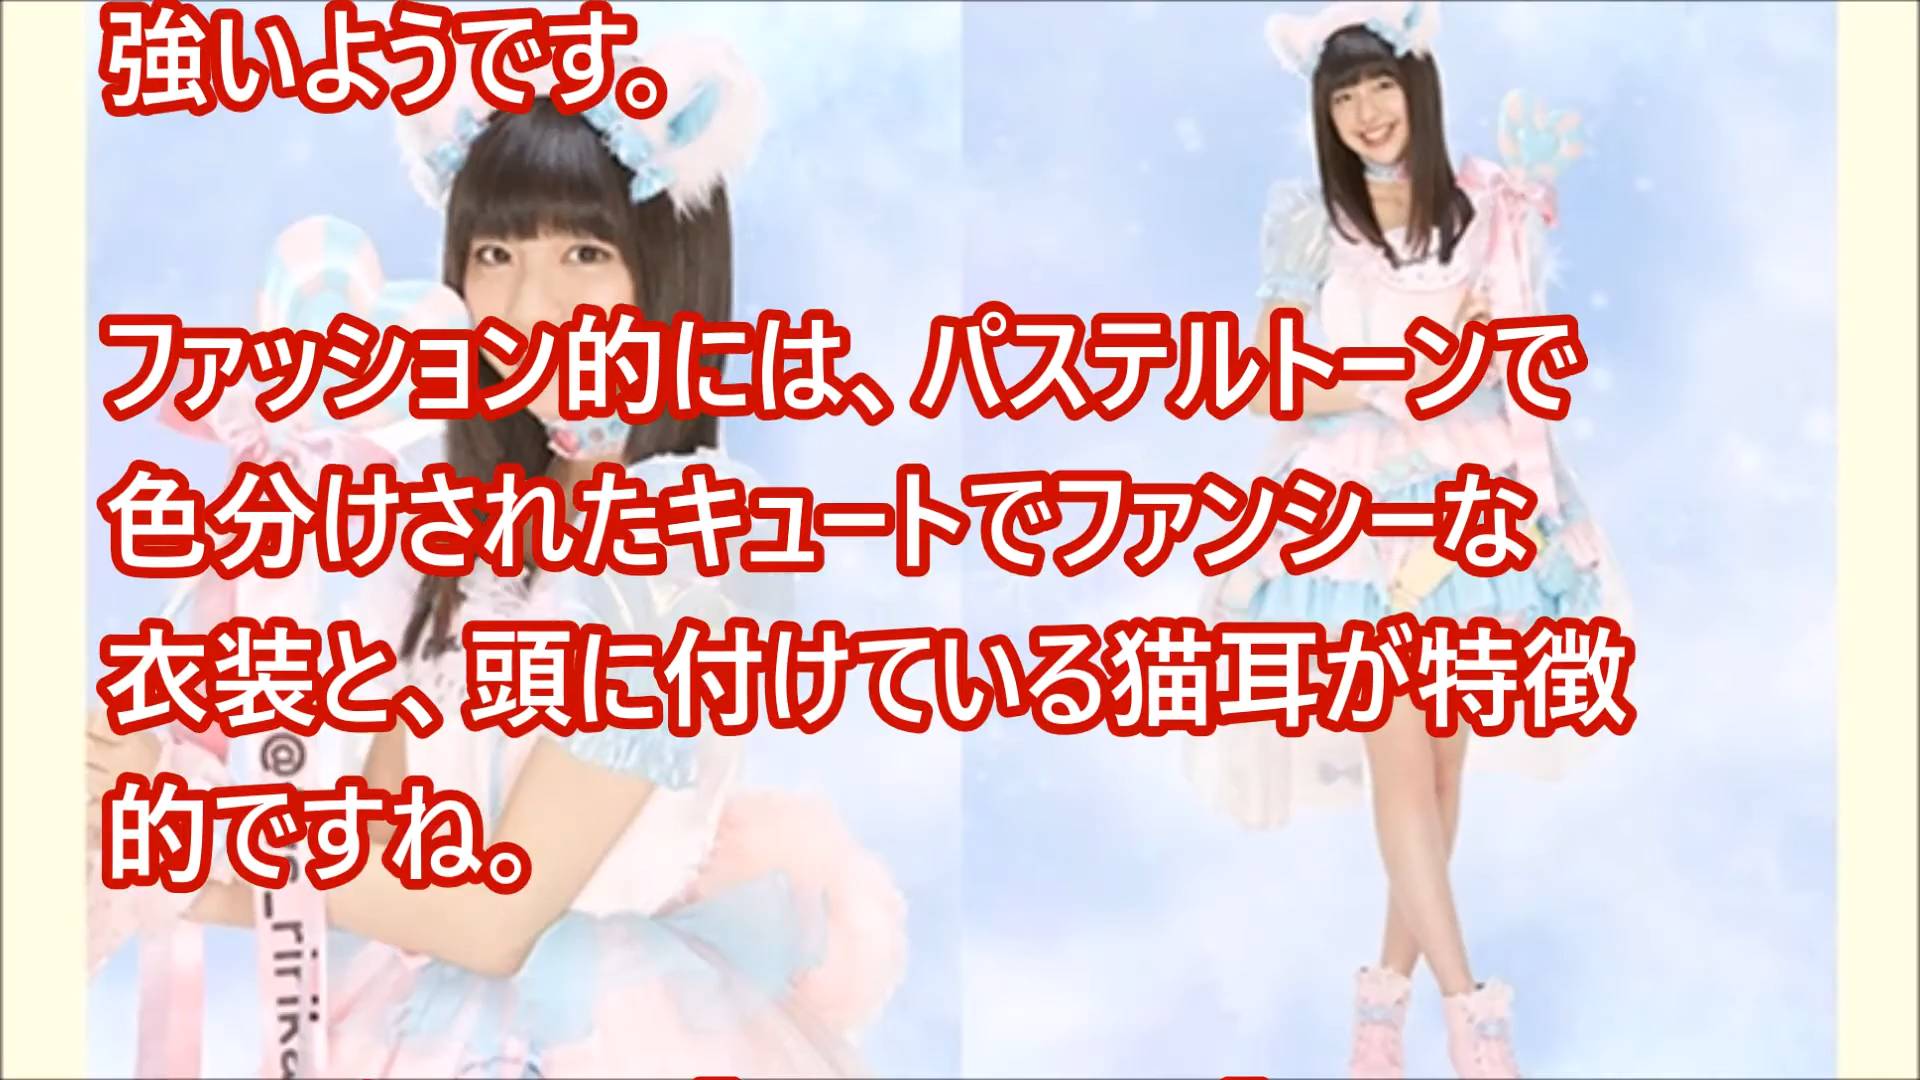 強いようです。
ファッション的には、パステルトーンで
色分けされたキュートでファンシーな
衣装と、頭に付けている猫耳が特徴
的ですね。